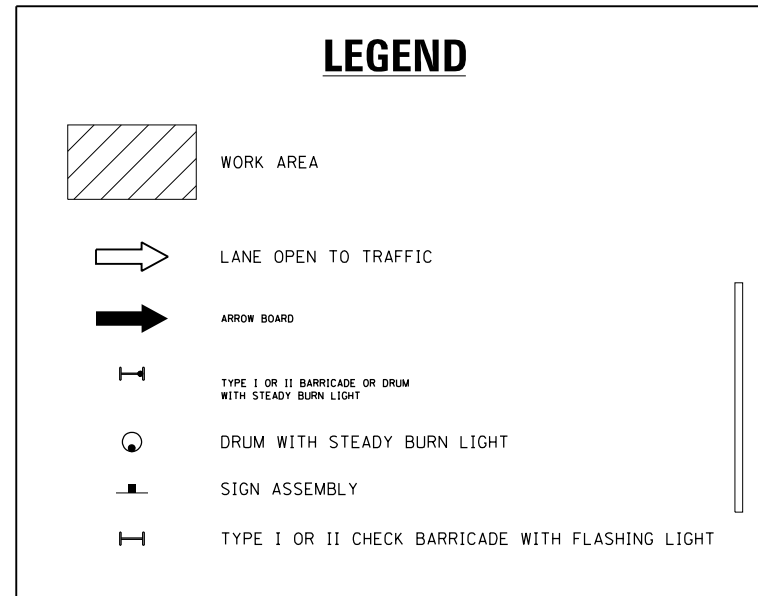 LEGEND
WORK AREA
LANE OPEN TO TRAFFIC
ARROW BOARD
TYPE I OR II BARRICADE OR DRUM
WITH STEADY BURN LIGHT
DRUM WITH STEADY BURN LIGHT
SIGN ASSEMBLY
TYPE I OR II CHECK BARRICADE WITH FLASHING LIGHT